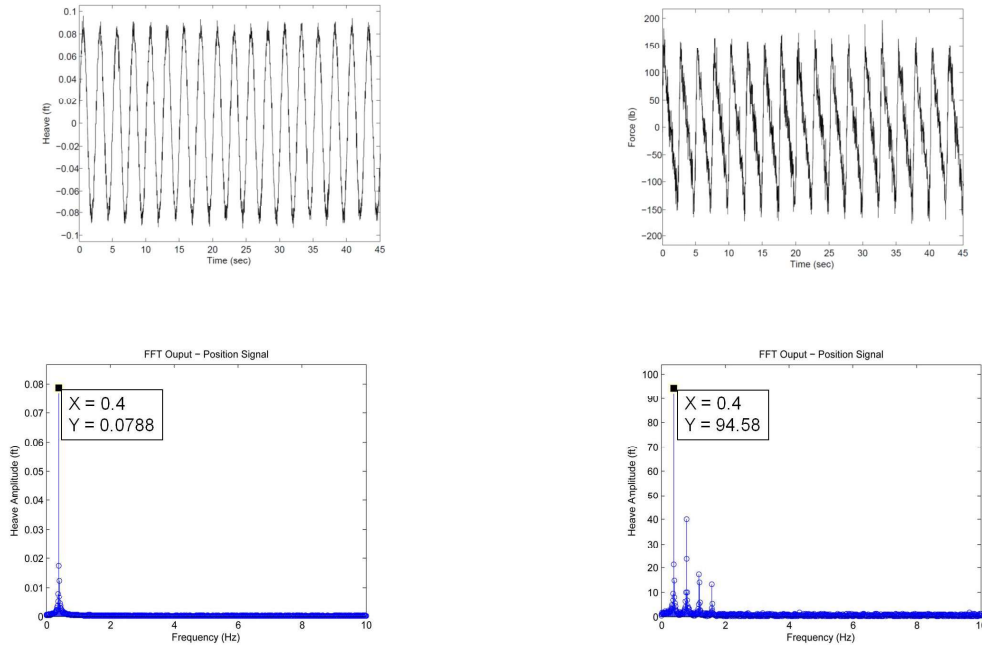 0.1
0.08
0.06
0.04
0.02
0
−0.02
−0.04
−0.06
−0.08
−0.1
Heave (ft)
0 5 10 15 20 25 30 35 40 45
Time (sec)
200
150
100
50
0
−50
−100
−150
−200
Force (lb)
0 5 10 15 20 25 30 35 40 45
Time (sec)
FFT Ouput − Position Signal
0.08
0.07
0.06
0.05
0.04
0.03
0.02
0.01
0
Heave Amplitude (ft)
X = 0.4
Y = 0.0788
0 2 4 6 8 10
Frequency (Hz)
FFT Ouput − Position Signal
100
90
80
70
60
50
40
30
20
10
0
Heave Amplitude (ft)
X = 0.4
Y = 94.58
0 2 4 6 8 10
Frequency (Hz)